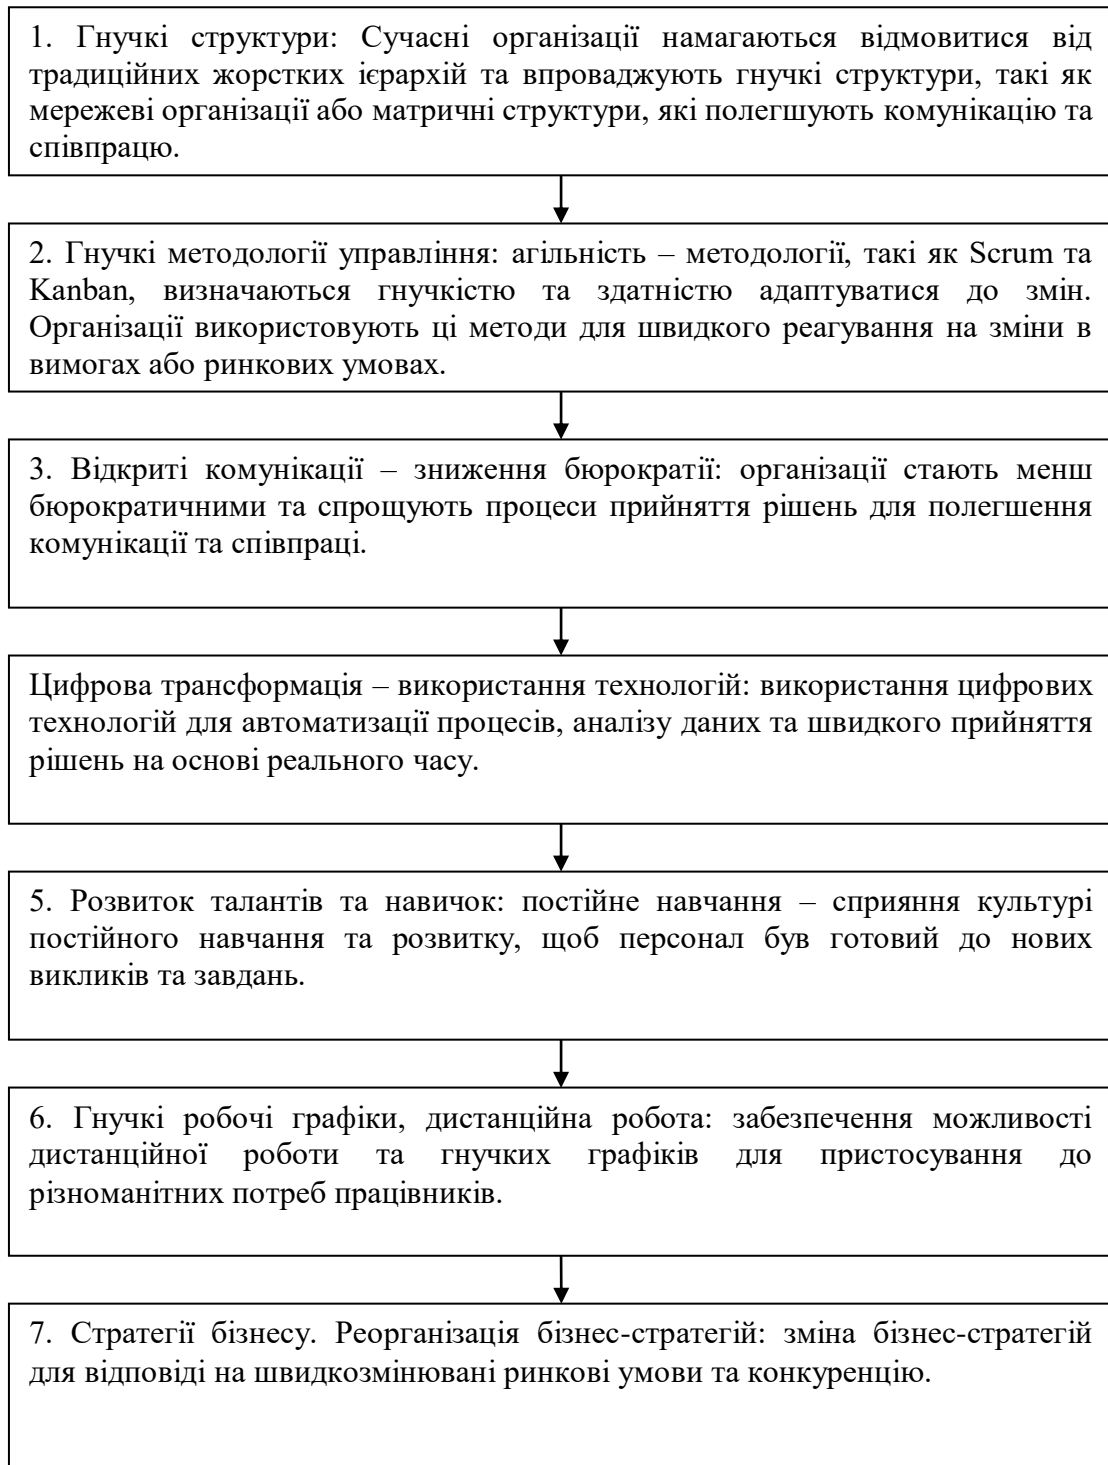 1. Гнучкі структури: Сучасні організації намагаються відмовитися від
традиційних жорстких ієрархій та впроваджують гнучкі структури, такі як
мережеві організації або матричні структури, які полегшують комунікацію та
співпрацю.
2. Гнучкі методології управління: агільність – методології, такі як Scrum та
Kanban, визначаються гнучкістю та здатністю адаптуватися до змін.
Організації використовують ці методи для швидкого реагування на зміни в
вимогах або ринкових умовах.
3. Відкриті комунікації – зниження бюрократії: організації стають менш
бюрократичними та спрощують процеси прийняття рішень для полегшення
комунікації та співпраці.
Цифрова трансформація – використання технологій: використання цифрових
технологій для автоматизації процесів, аналізу даних та швидкого прийняття
рішень на основі реального часу.
5. Розвиток талантів та навичок: постійне навчання – сприяння культурі
постійного навчання та розвитку, щоб персонал був готовий до нових
викликів та завдань.
6. Гнучкі робочі графіки, дистанційна робота: забезпечення можливості
дистанційної роботи та гнучких графіків для пристосування до
різноманітних потреб працівників.
7. Стратегії бізнесу. Реорганізація бізнес-стратегій: зміна бізнес-стратегій
для відповіді на швидкозмінювані ринкові умови та конкуренцію.